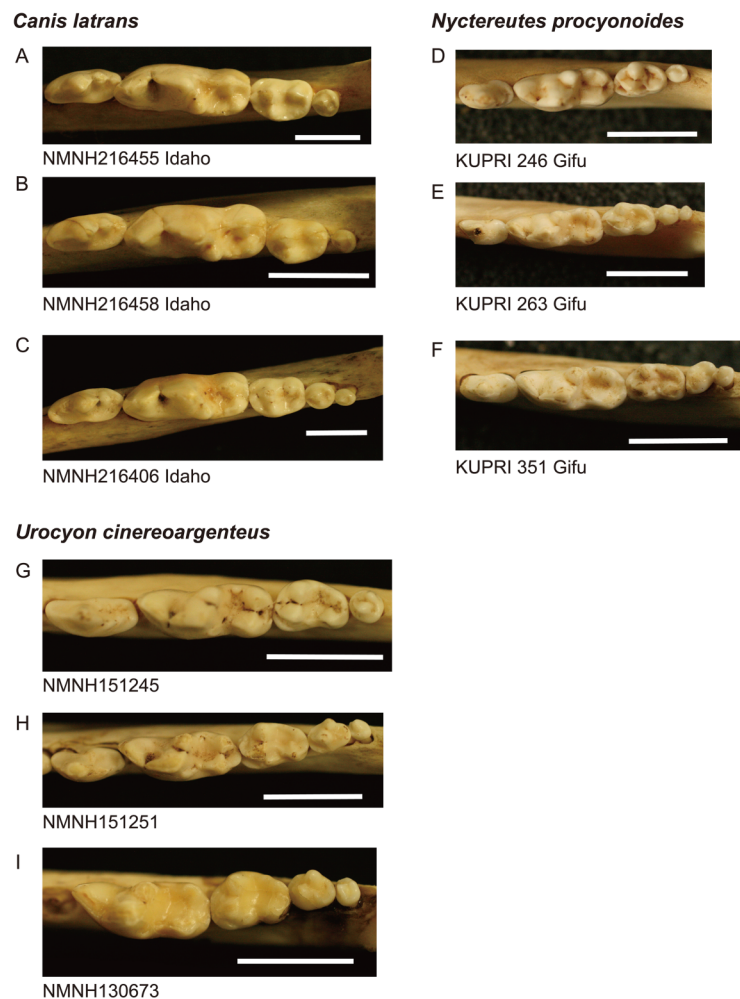 Canis latrans
A
NMNH216455 Idaho
B
NMNH216458 Idaho
C
NMNH216406 Idaho
Nyctereutes procyonoides
D
KUPRI 246 Gifu
E
KUPRI 263 Gifu
F
KUPRI 351 Gifu
Urocyon cinereoargenteus
G
NMNH151245
H
NMNH151251
I
NMNH130673